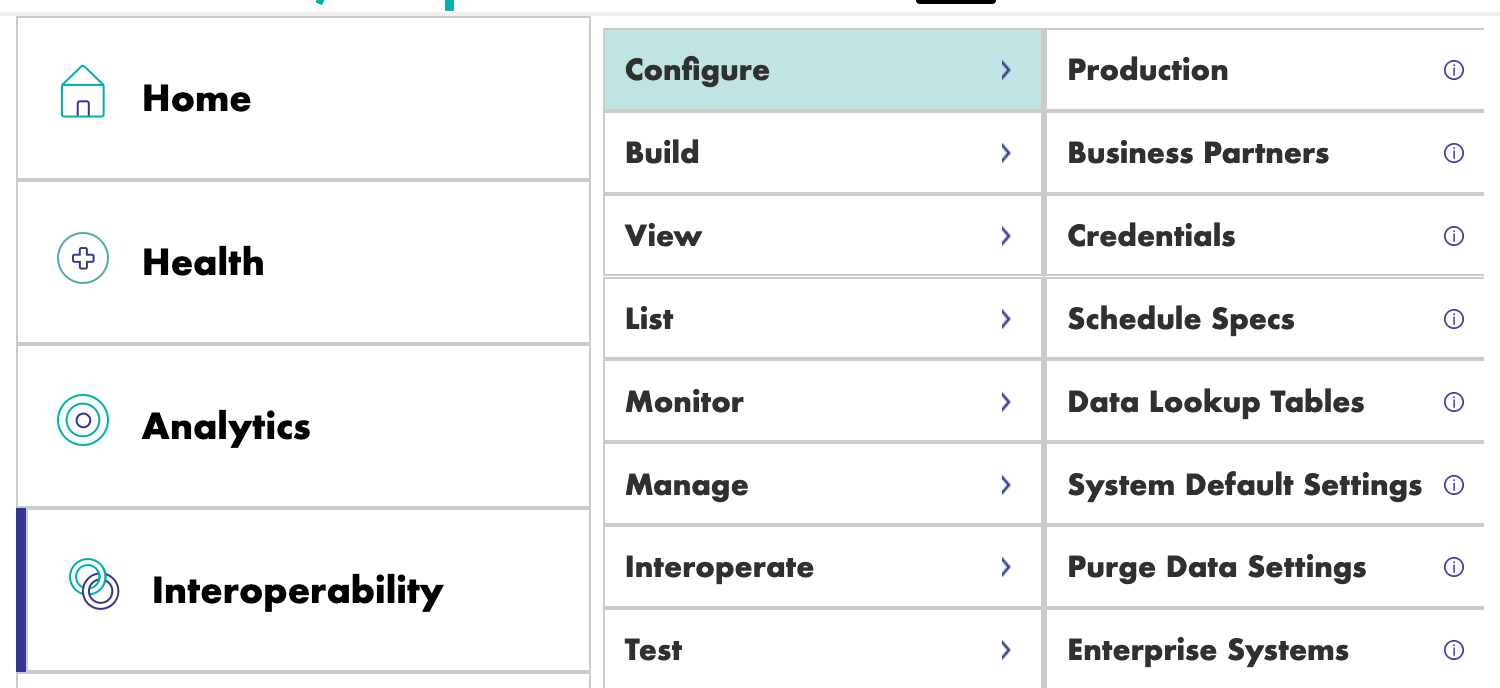 Home
Health
Analytics
Interoperability
Configure
Build
View
List
Monitor
Manage
Interoperate
Test
Production
Business Partners
Credentials
Schedule Specs
Data Lookup Tables
System Default Settings
Purge Data Settings
Enterprise Systems